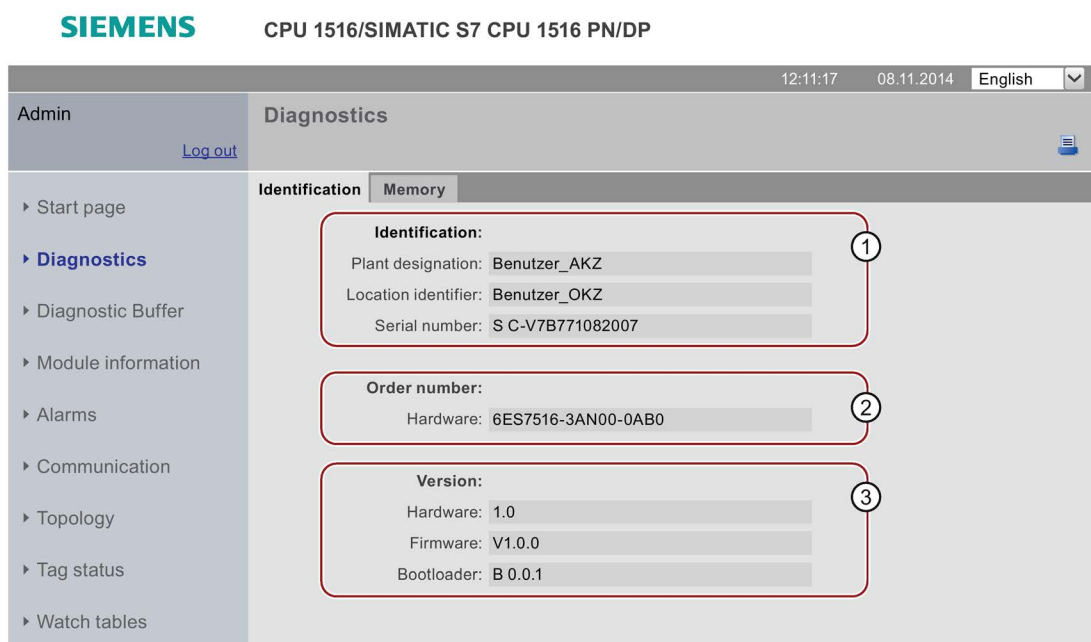 SIEMENS CPU 1516/SIMATIC S7 CPU 1516 PN/DP
12:11:17 08.11.2014 English
Admin
Log out
Diagnostics
Start page
Diagnostics
Diagnostic Buffer
Module information
Alarms
Communication
Topology
Tag status
Watch tables
Identification Memory
Identification:
1
Plant designation: Benutzer_AKZ
Location identifier: Benutzer_OKZ
Serial number: S C-V7B771082007
Order number:
2
Hardware: 6ES7516-3AN00-0AB0
Version:
3
Hardware: 1.0
Firmware: V1.0.0
Bootloader: B 0.0.1